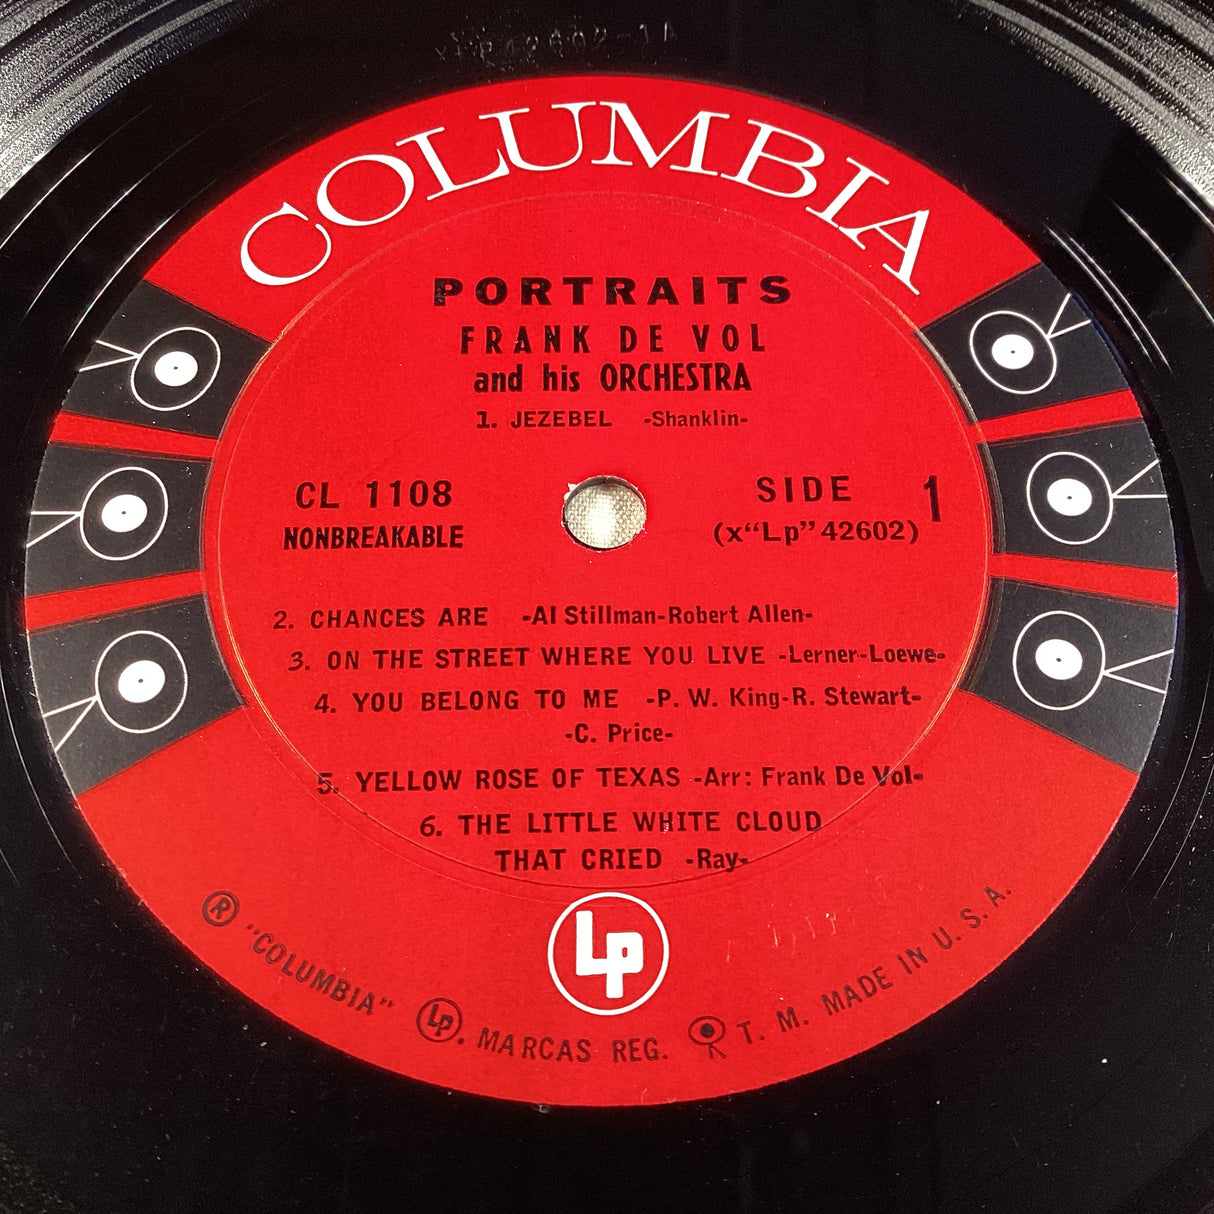 xLP42602-1A
COLUMBIA
PORTRAITS
FRANK DE VOL
and his ORCHESTRA
1. JEZEBEL -Shanklin-
CL 1108
NONBREAKABLE
SIDE 1
(x“Lp” 42602)
2. CHANCES ARE -Al Stillman-Robert Allen-
3. ON THE STREET WHERE YOU LIVE -Lerner-Loewe-
4. YOU BELONG TO ME -P. W. King-R. Stewart-
-C. Price-
5. YELLOW ROSE OF TEXAS -Arr: Frank De Vol-
6. THE LITTLE WHITE CLOUD
THAT CRIED -Ray-
Lp
® "COLUMBIA" Lp. MARCAS REG. T. M. MADE IN U. S. A.